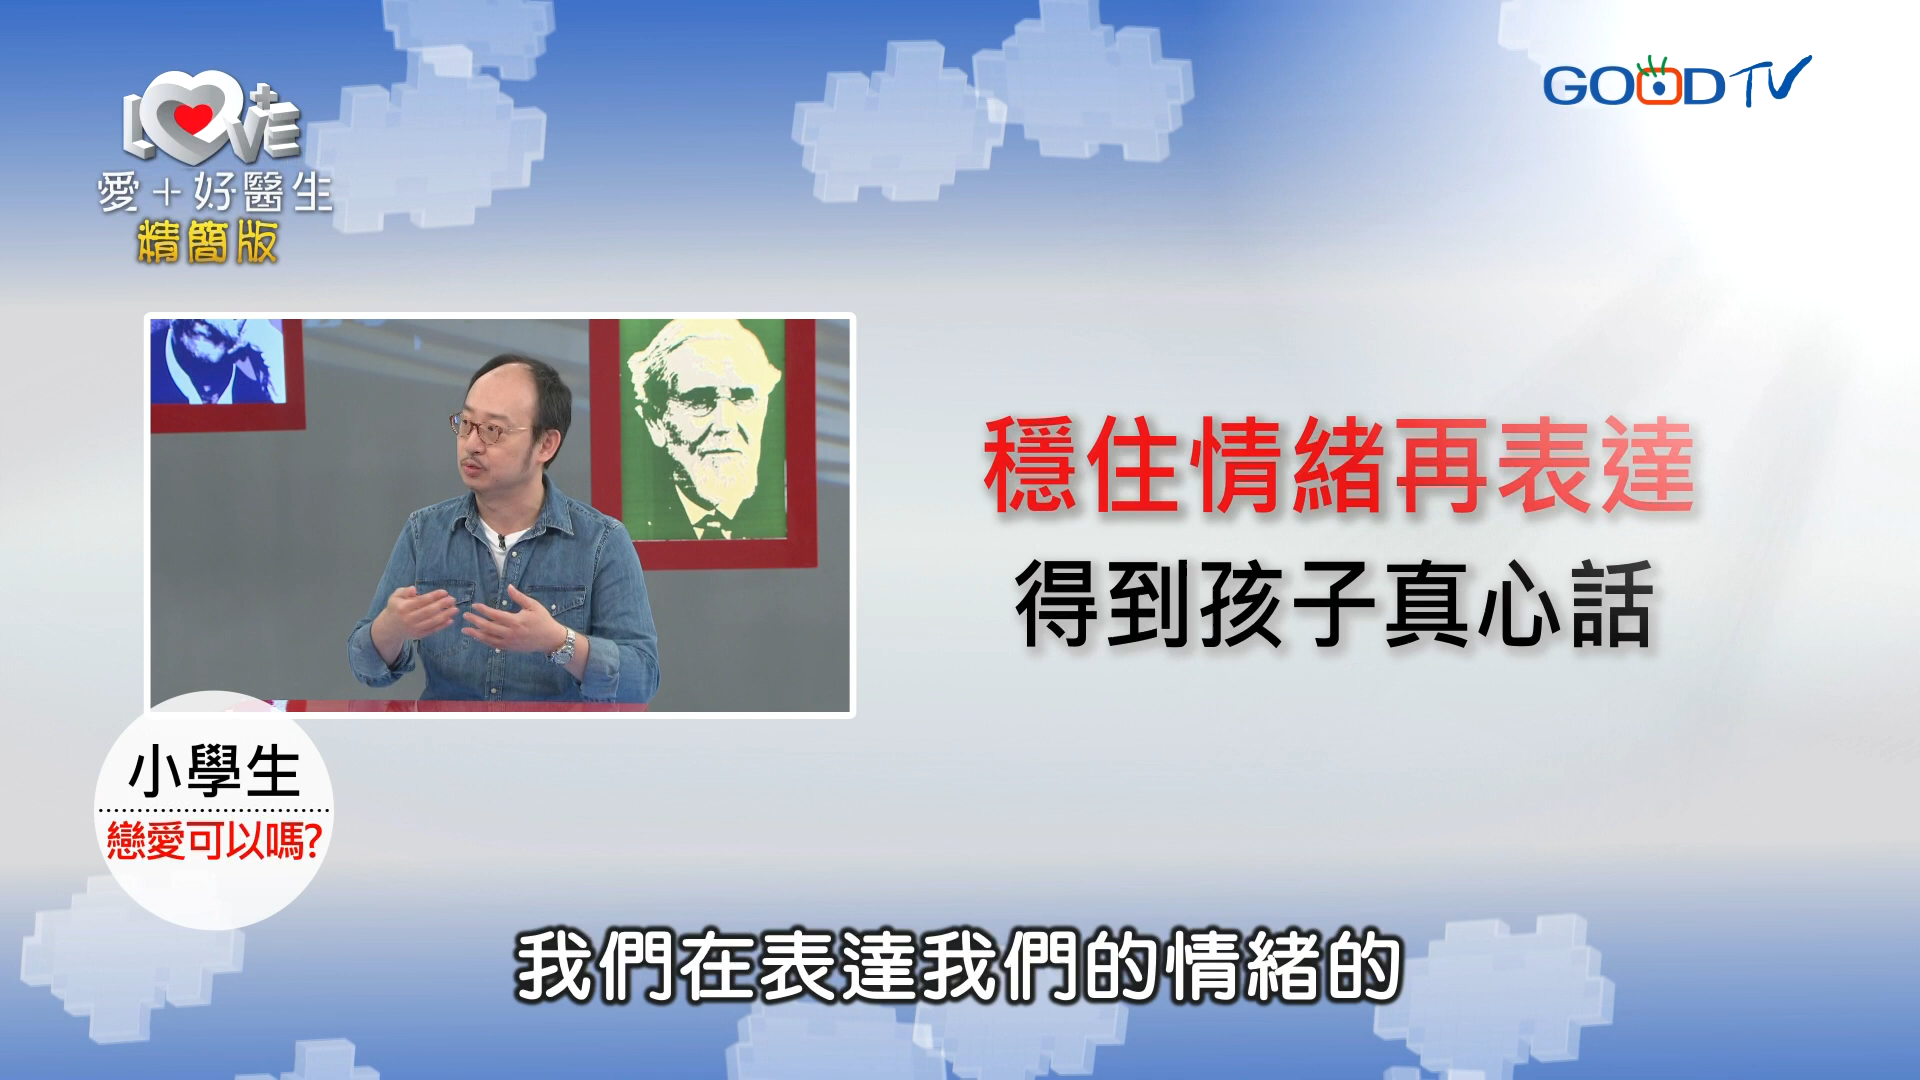 LOVE+
愛+好醫生
精簡版
GOODTV
穩住情緒再表達
得到孩子真心話
小學生
戀愛可以嗎?
我們在表達我們的情緒的